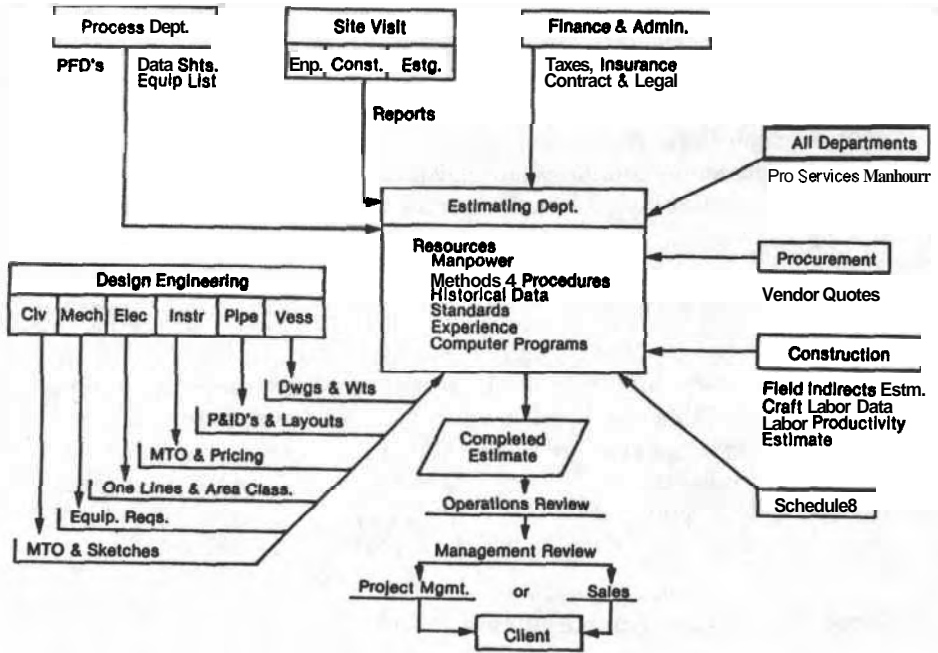 Process Dept.
PFD's
Data Shts.
Equip List
Site Visit
Enp. Const. Estg.
Reports
Finance & Admin.
Taxes, Insurance
Contract & Legal
All Departments
Pro Services Manhourr
Estimating Dept.
Resources
Manpower
Methods 4 Procedures
Historical Data
Standards
Experience
Computer Programs
Procurement
Vendor Quotes
Construction
Field Indirects Estm.
Craft Labor Data
Labor Productivity
Estimate
Schedule8
Design Engineering
Clv Mech Elec Instr Plpe Vess
Dwgs & Wts
P&ID's & Layouts
MTO & Pricing
One Lines & Area Class.
Equip. Reqs.
MTO & Sketches
Completed
Estimate
Operations Review
Management Review
Project Mgmt. or Sales
Client